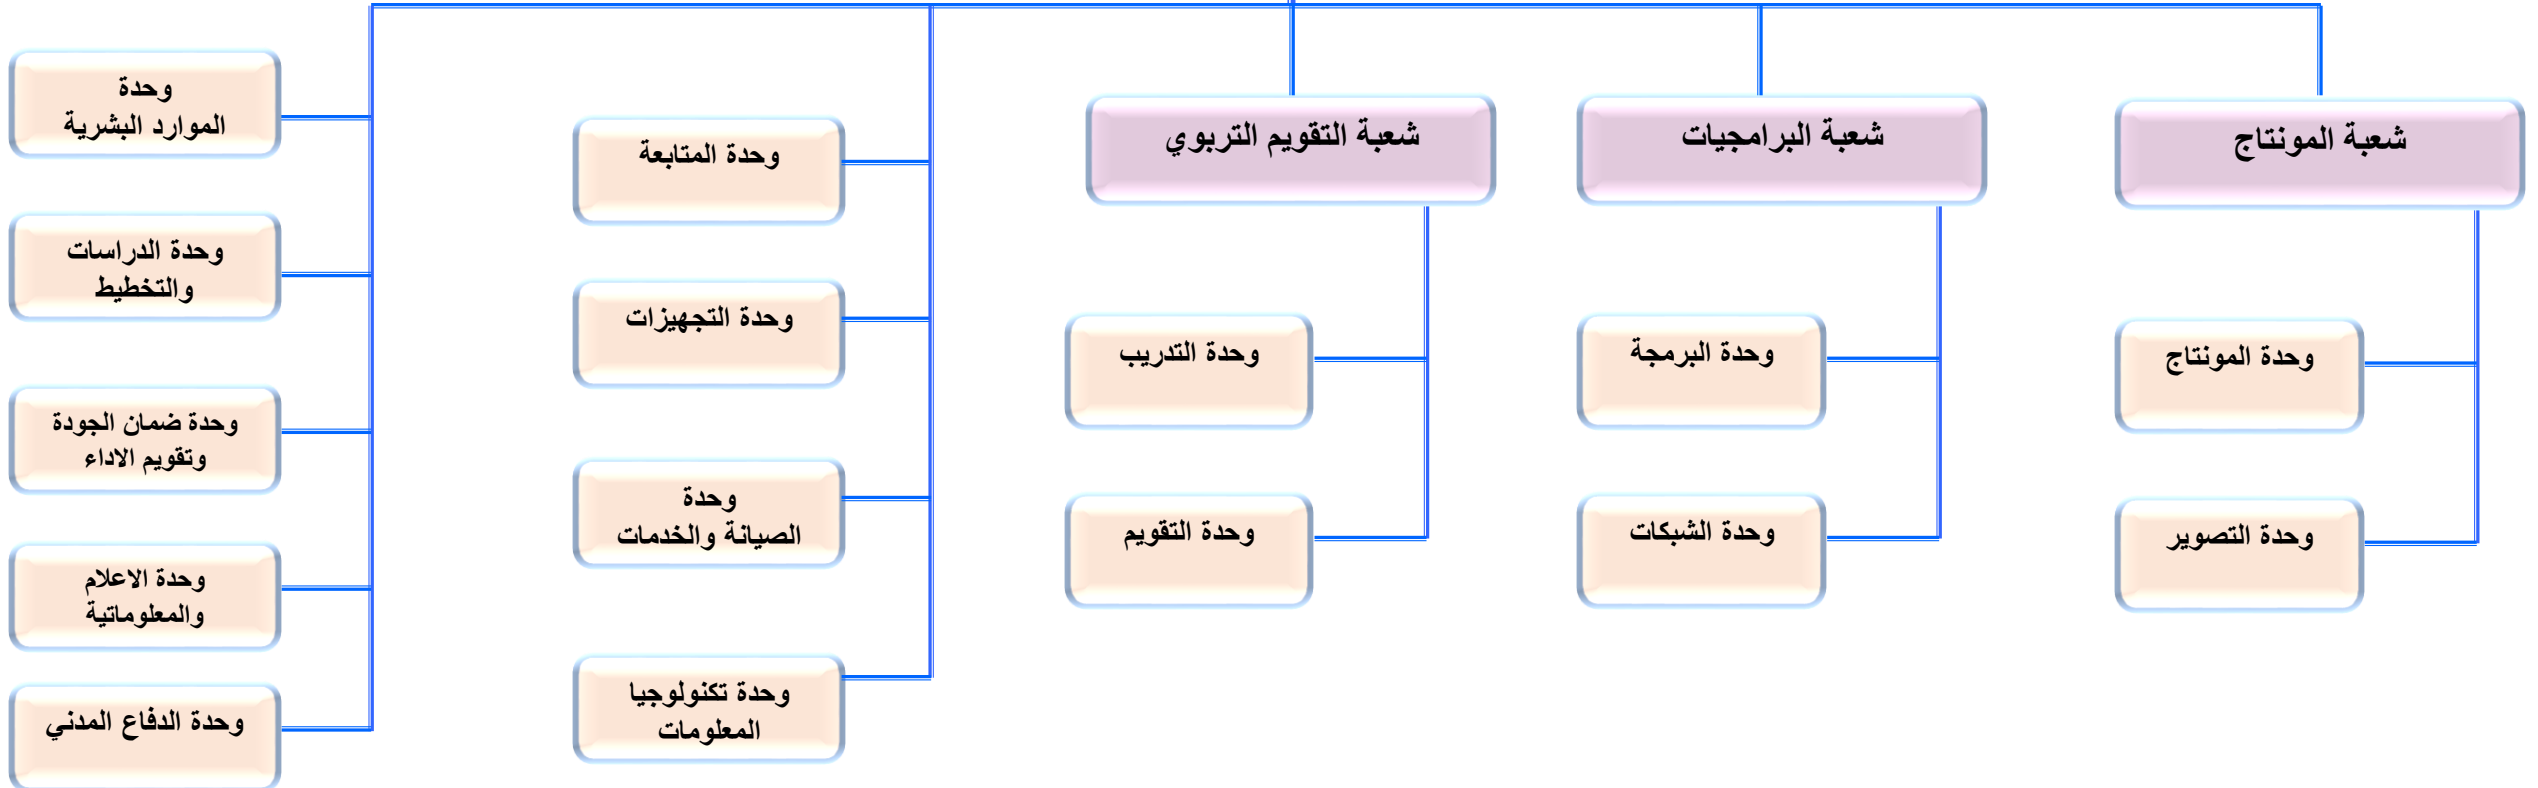 شعبة المونتاج
وحدة المونتاج
وحدة التصوير
شعبة البرامجيات
وحدة البرمجة
وحدة الشبكات
شعبة التقويم التربوي
وحدة التدريب
وحدة التقويم
وحدة المتابعة
وحدة التجهيزات
وحدة
الصيانة والخدمات
وحدة تكنولوجيا
المعلومات
وحدة
الموارد البشرية
وحدة الدراسات
والتخطيط
وحدة ضمان الجودة
وتقويم الاداء
وحدة الاعلام
والمعلوماتية
وحدة الدفاع المدني